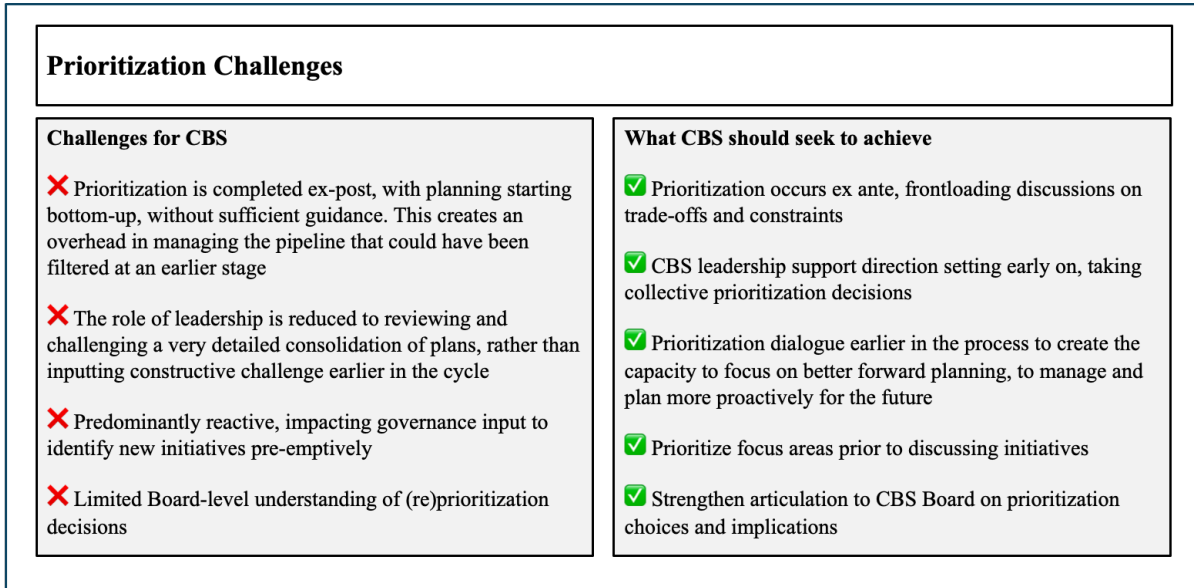 Prioritization Challenges
Challenges for CBS
❌ Prioritization is completed ex-post, with planning starting
bottom-up, without sufficient guidance. This creates an
overhead in managing the pipeline that could have been
filtered at an earlier stage
❌ The role of leadership is reduced to reviewing and
challenging a very detailed consolidation of plans, rather than
inputting constructive challenge earlier in the cycle
❌ Predominantly reactive, impacting governance input to
identify new initiatives pre-emptively
❌ Limited Board-level understanding of (re)prioritization
decisions
What CBS should seek to achieve
✅ Prioritization occurs ex ante, frontloading discussions on
trade-offs and constraints
✅ CBS leadership support direction setting early on, taking
collective prioritization decisions
✅ Prioritization dialogue earlier in the process to create the
capacity to focus on better forward planning, to manage and
plan more proactively for the future
✅ Prioritize focus areas prior to discussing initiatives
✅ Strengthen articulation to CBS Board on prioritization
choices and implications